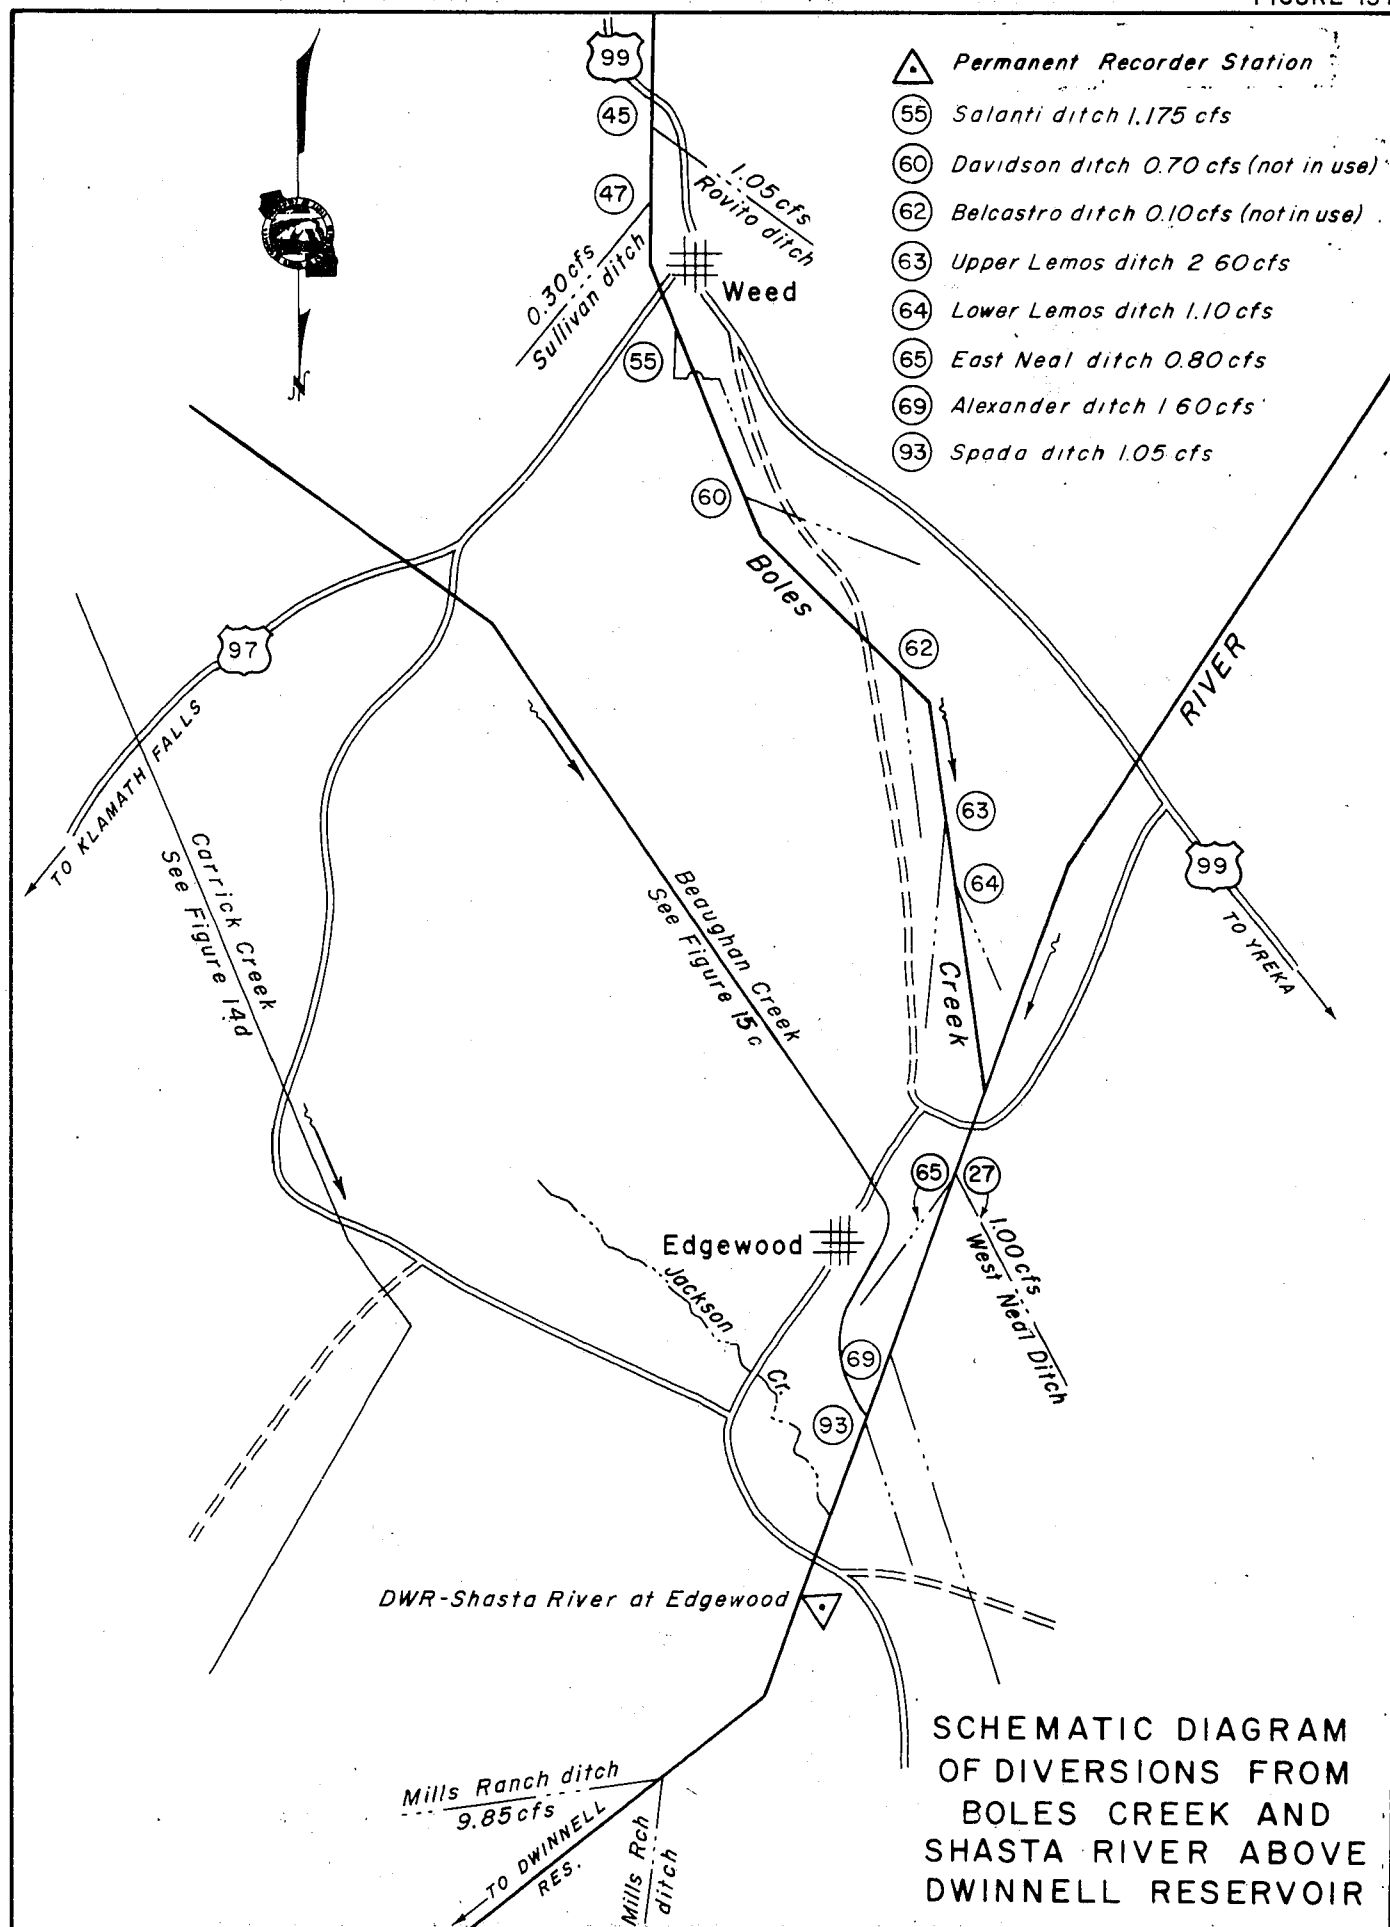 99
Permanent Recorder Station
55 Salanti ditch 1.175 cfs
60 Davidson ditch 0.70 cfs (not in use)
62 Belcastro ditch 0.10 cfs (not in use)
63 Upper Lemos ditch 2 60 cfs
64 Lower Lemos ditch 1.10 cfs
65 East Neal ditch 0.80 cfs
69 Alexander ditch 1 60 cfs
93 Spada ditch 1.05 cfs
45
47
1.05 cfs
Rovito ditch
0.30 cfs
Sullivan ditch
Weed
N
55
60
Boles
62
97
RIVER
TO KLAMATH FALLS
63
64
99
TO YREKA
Carrick Creek
See Figure 14d
Beaughan Creek
See Figure 15c
Creek
65
27
1.00 cfs
West Neal Ditch
Edgewood
Jackson
Cr.
69
93
DWR-Shasta River at Edgewood
Mills Ranch ditch
9.85 cfs
TO DWINNELL
RES.
Mills Rch
ditch
SCHEMATIC DIAGRAM
OF DIVERSIONS FROM
BOLES CREEK AND
SHASTA RIVER ABOVE
DWINNELL RESERVOIR